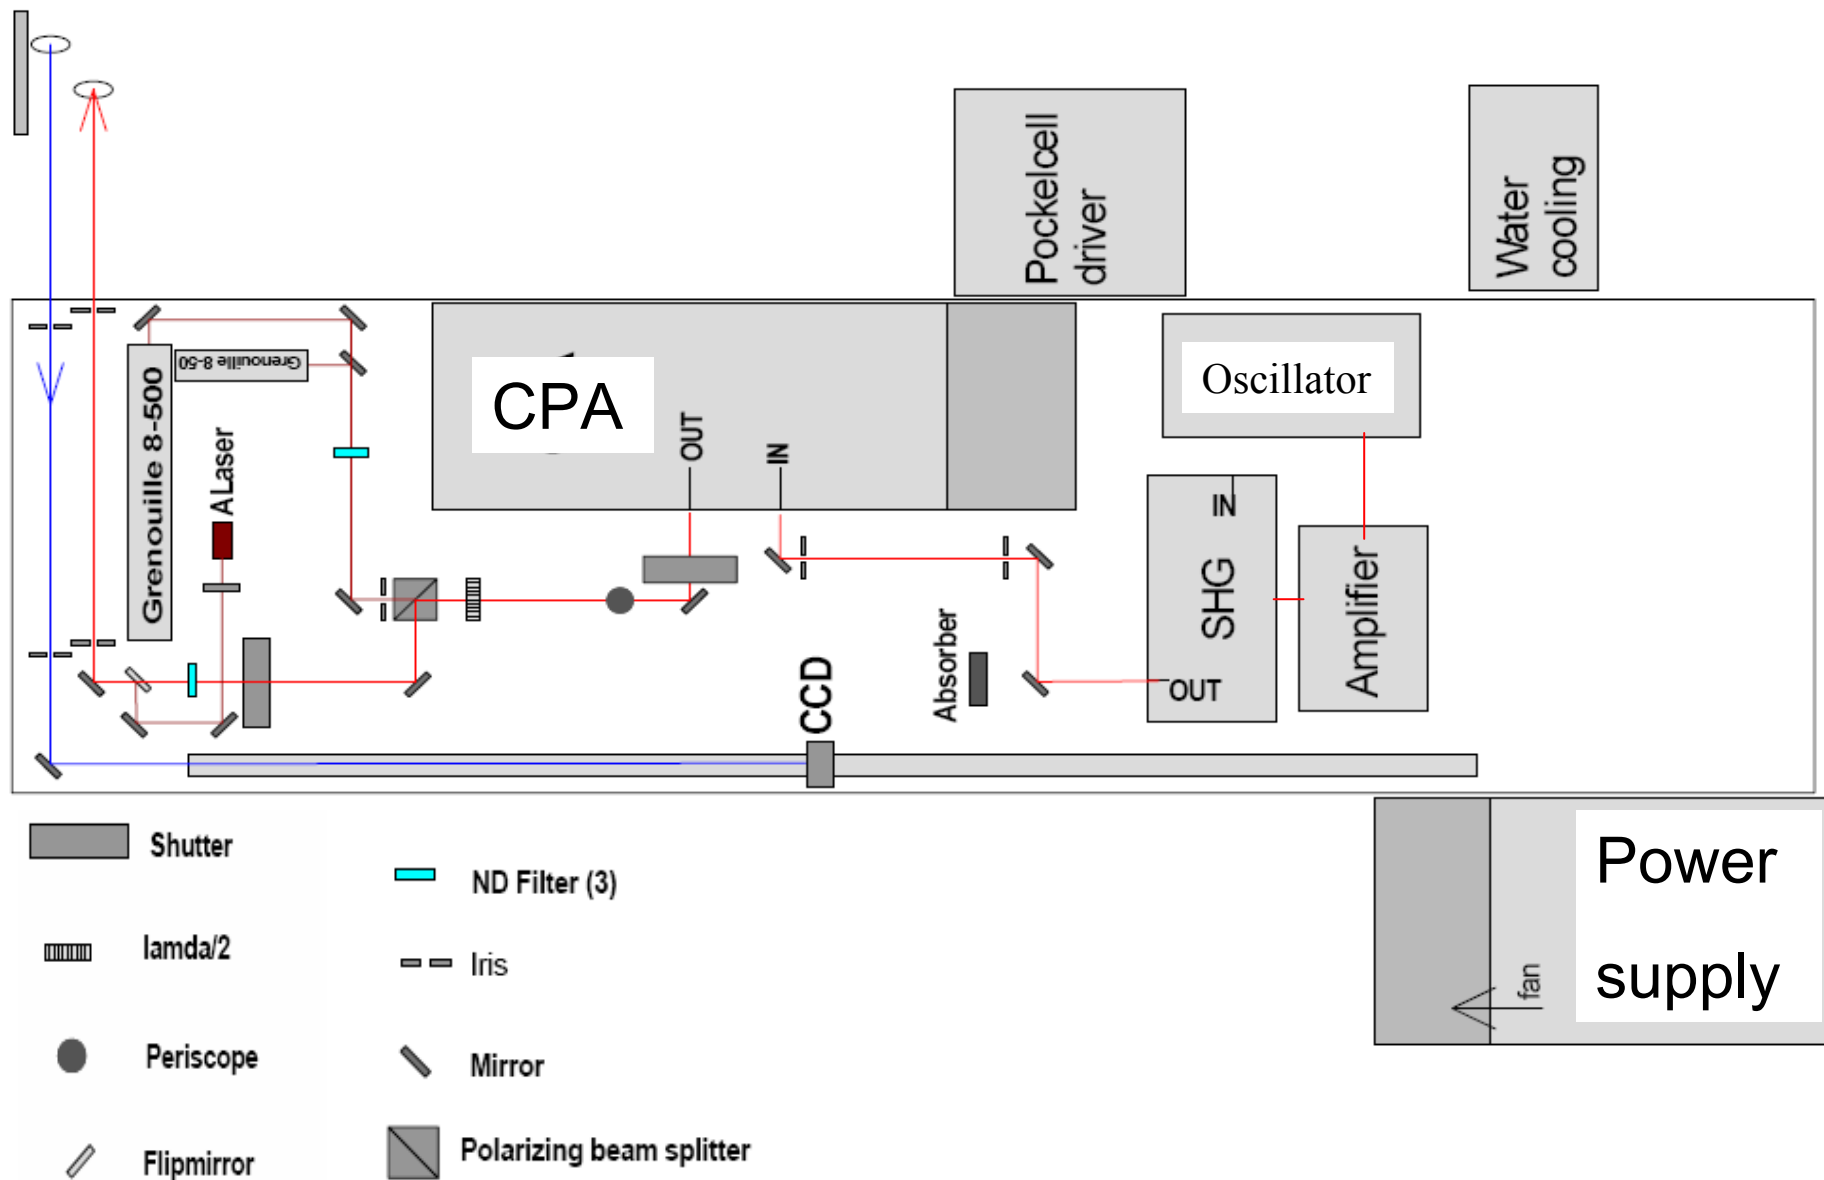 Pockelcell
driver
Water
cooling
Grenouille 8-500
Grenouille 8-50
ALaser
CPA
OUT
IN
Oscillator
IN
SHG
OUT
Amplifier
Absorber
CCD
Shutter
lamda/2
Periscope
Flipmirror
ND Filter (3)
Iris
Mirror
Polarizing beam splitter
Power
supply
fan